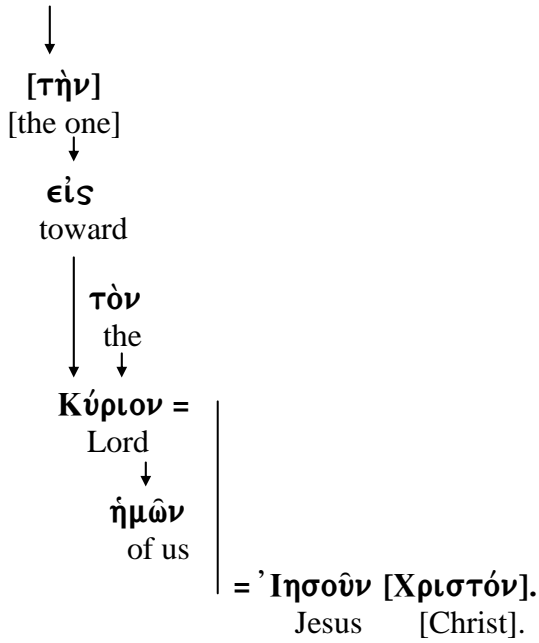 [τὴν]
[the one]
εἰς
toward
τὸν
the
Κύριον =
Lord
ἡμῶν
of us
= Ἰησοῦν [Χριστόν].
Jesus [Christ].